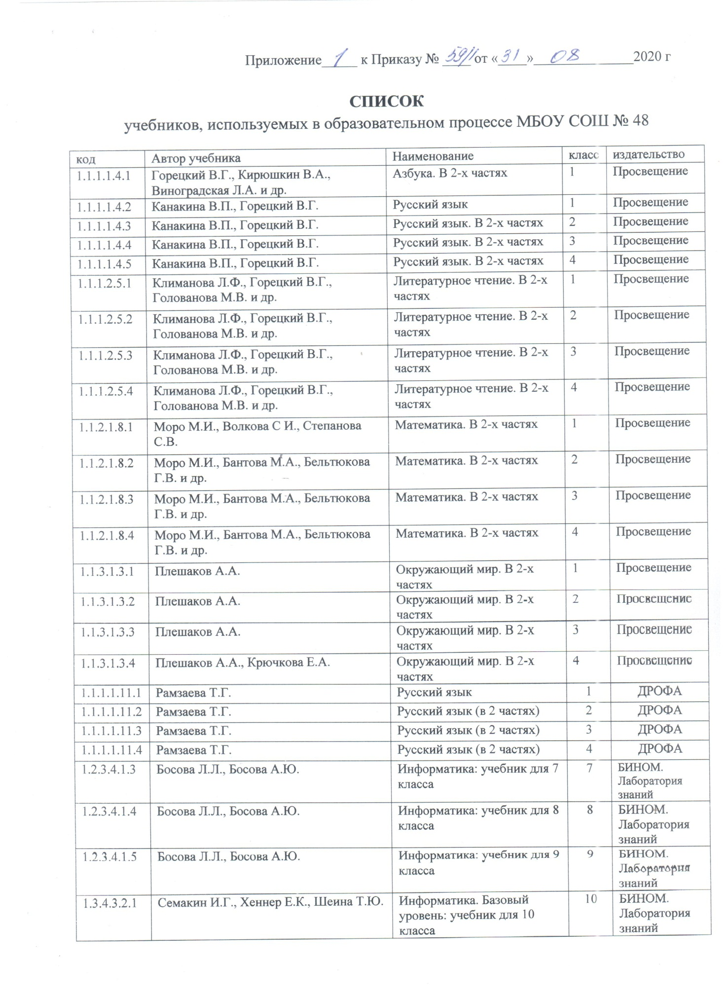 Приложение 1 к Приказу № 59/1 от «31» 08 2020 г
СПИСОК
учебников, используемых в образовательном процессе МБОУ СОШ № 48
код Автор учебника Наименование класс издательство
1.1.1.1.4.1 Горецкий В.Г., Кирюшкин В.А., Азбука. В 2-х частях 1 Просвещение
Виноградская Л.А. и др.
1.1.1.1.4.2 Канакина В.П., Горецкий В.Г. Русский язык 1 Просвещение
1.1.1.1.4.3 Канакина В.П., Горецкий В.Г. Русский язык. В 2-х частях 2 Просвещение
1.1.1.1.4.4 Канакина В.П., Горецкий В.Г. Русский язык. В 2-х частях 3 Просвещение
1.1.1.1.4.5 Канакина В.П., Горецкий В.Г. Русский язык. В 2-х частях 4 Просвещение
1.1.1.2.5.1 Климанова Л.Ф., Горецкий В.Г., Литературное чтение. В 2-х 1 Просвещение
Голованова М.В. и др. частях
1.1.1.2.5.2 Климанова Л.Ф., Горецкий В.Г., Литературное чтение. В 2-х 2 Просвещение
Голованова М.В. и др. частях
1.1.1.2.5.3 Климанова Л.Ф., Горецкий В.Г., Литературное чтение. В 2-х 3 Просвещение
Голованова М.В. и др. частях
1.1.1.2.5.4 Климанова Л.Ф., Горецкий В.Г., Литературное чтение. В 2-х 4 Просвещение
Голованова М.В. и др. частях
1.1.2.1.8.1 Моро М.И., Волкова С И., Степанова Математика. В 2-х частях 1 Просвещение
С.В.
1.1.2.1.8.2 Моро М.И., Бантова М.А., Бельтюкова Математика. В 2-х частях 2 Просвещение
Г.В. и др.
1.1.2.1.8.3 Моро М.И., Бантова М.А., Бельтюкова Математика. В 2-х частях 3 Просвещение
Г.В. и др.
1.1.2.1.8.4 Моро М.И., Бантова М.А., Бельтюкова Математика. В 2-х частях 4 Просвещение
Г.В. и др.
1.1.3.1.3.1 Плешаков А.А. Окружающий мир. В 2-х 1 Просвещение
частях
1.1.3.1.3.2 Плешаков А.А. Окружающий мир. В 2-х 2 Просвещение
частях
1.1.3.1.3.3 Плешаков А.А. Окружающий мир. В 2-х 3 Просвещение
частях
1.1.3.1.3.4 Плешаков А.А., Крючкова Е.А. Окружающий мир. В 2-х 4 Просвещение
частях
1.1.1.1.11.1 Рамзаева Т.Г. Русский язык 1 ДРОФА
1.1.1.1.11.2 Рамзаева Т.Г. Русский язык (в 2 частях) 2 ДРОФА
1.1.1.1.11.3 Рамзаева Т.Г. Русский язык (в 2 частях) 3 ДРОФА
1.1.1.1.11.4 Рамзаева Т.Г. Русский язык (в 2 частях) 4 ДРОФА
1.2.3.4.1.3 Босова Л.Л., Босова А.Ю. Информатика: учебник для 7 7 БИНОМ.
класса Лаборатория
знаний
1.2.3.4.1.4 Босова Л.Л., Босова А.Ю. Информатика: учебник для 8 8 БИНОМ.
класса Лаборатория
знаний
1.2.3.4.1.5 Босова Л.Л., Босова А.Ю. Информатика: учебник для 9 9 БИНОМ.
класса Лаборатория
знаний
1.3.4.3.2.1 Семакин И.Г., Хеннер Е.К., Шеина Т.Ю. Информатика. Базовый 10 БИНОМ.
уровень: учебник для 10 Лаборатория
класса знаний